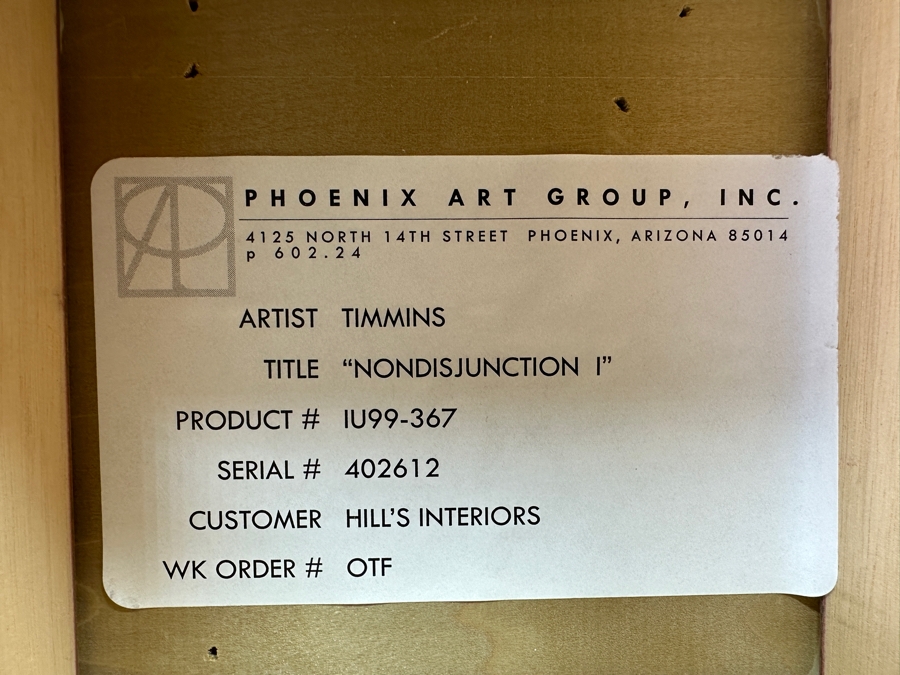 PHOENIX ART GROUP, INC.
4125 NORTH 14TH STREET PHOENIX, ARIZONA 85014
p 602.24
ARTIST TIMMINS
TITLE “NONDISJUNCTION I”
PRODUCT # IU99-367
SERIAL # 402612
CUSTOMER HILL'S INTERIORS
WK ORDER # OTF